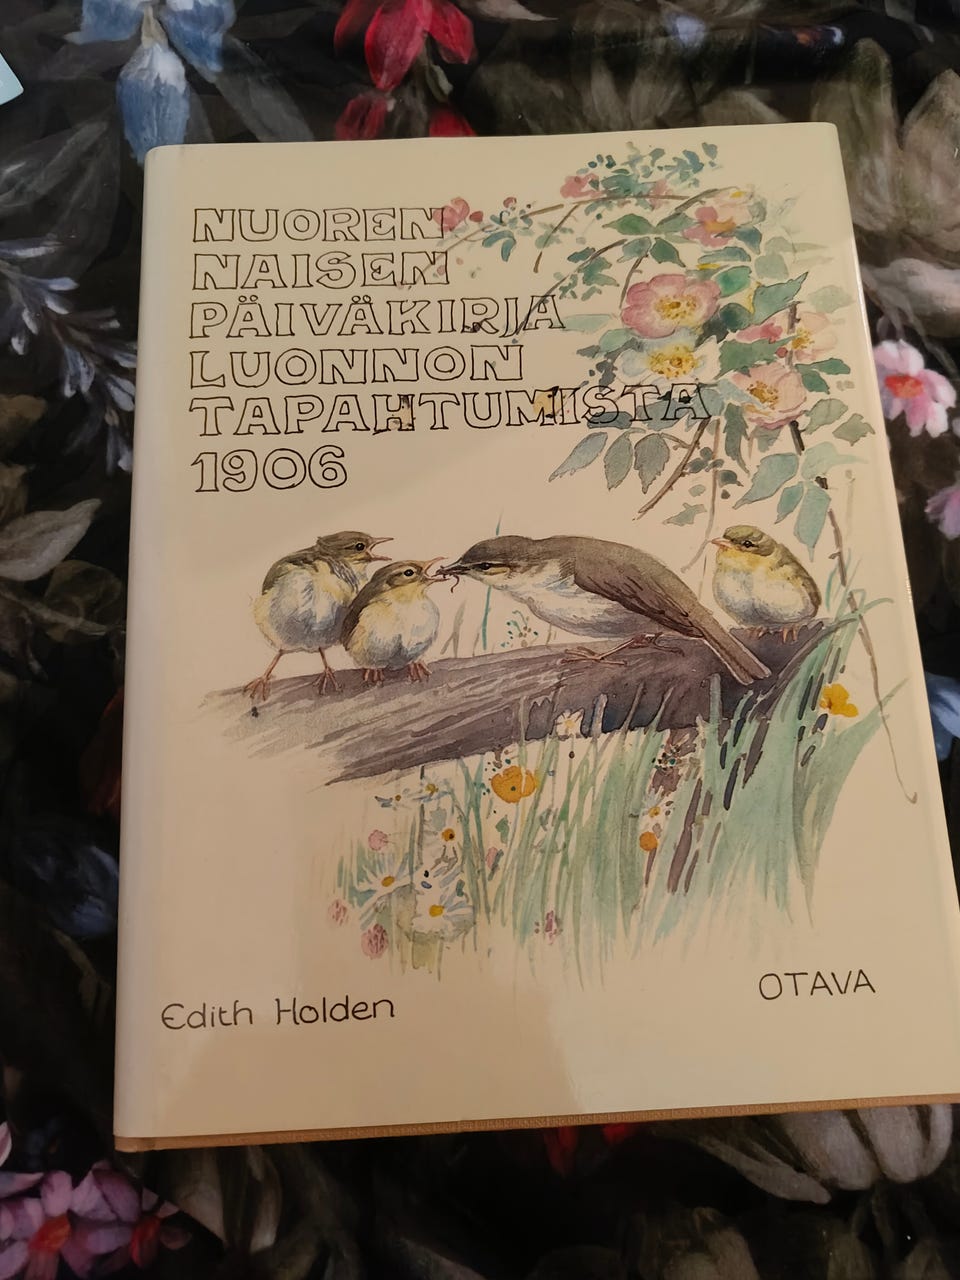 NUOREN
NAISEN
PÄIVÄKIRJA
LUONNON
TAPAHTUMISTA
1906
Edith Holden
OTAVA